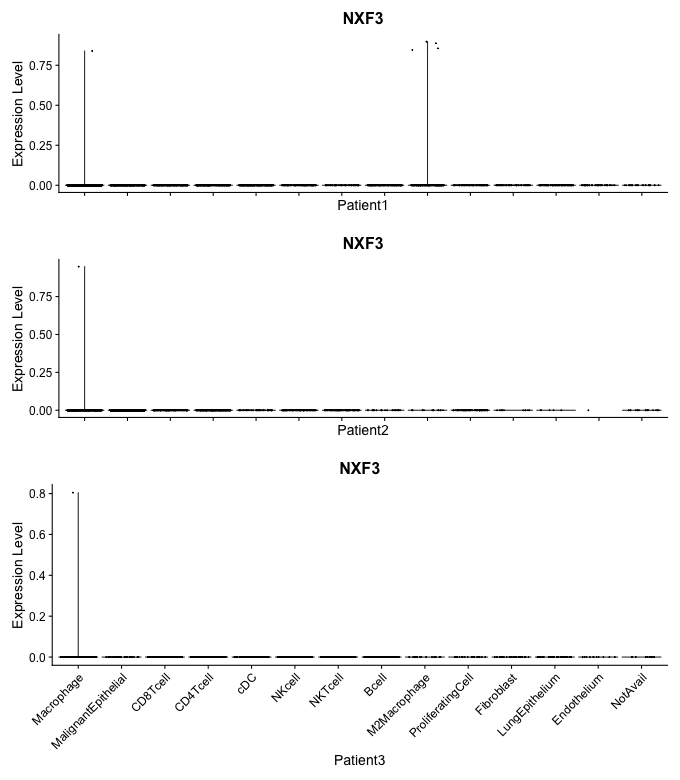 NXF3
Expression Level
0.75
0.50
0.25
0.00
Patient1
NXF3
Expression Level
0.75
0.50
0.25
0.00
Patient2
NXF3
Expression Level
0.8
0.6
0.4
0.2
0.0
Macrophage
MalignantEpithelial
CD8Tcell
CD4Tcell
cDC
NKcell
NKTcell
Bcell
M2Macrophage
ProliferatingCell
Fibroblast
LungEpithelium
Endothelium
NotAvail
Patient3